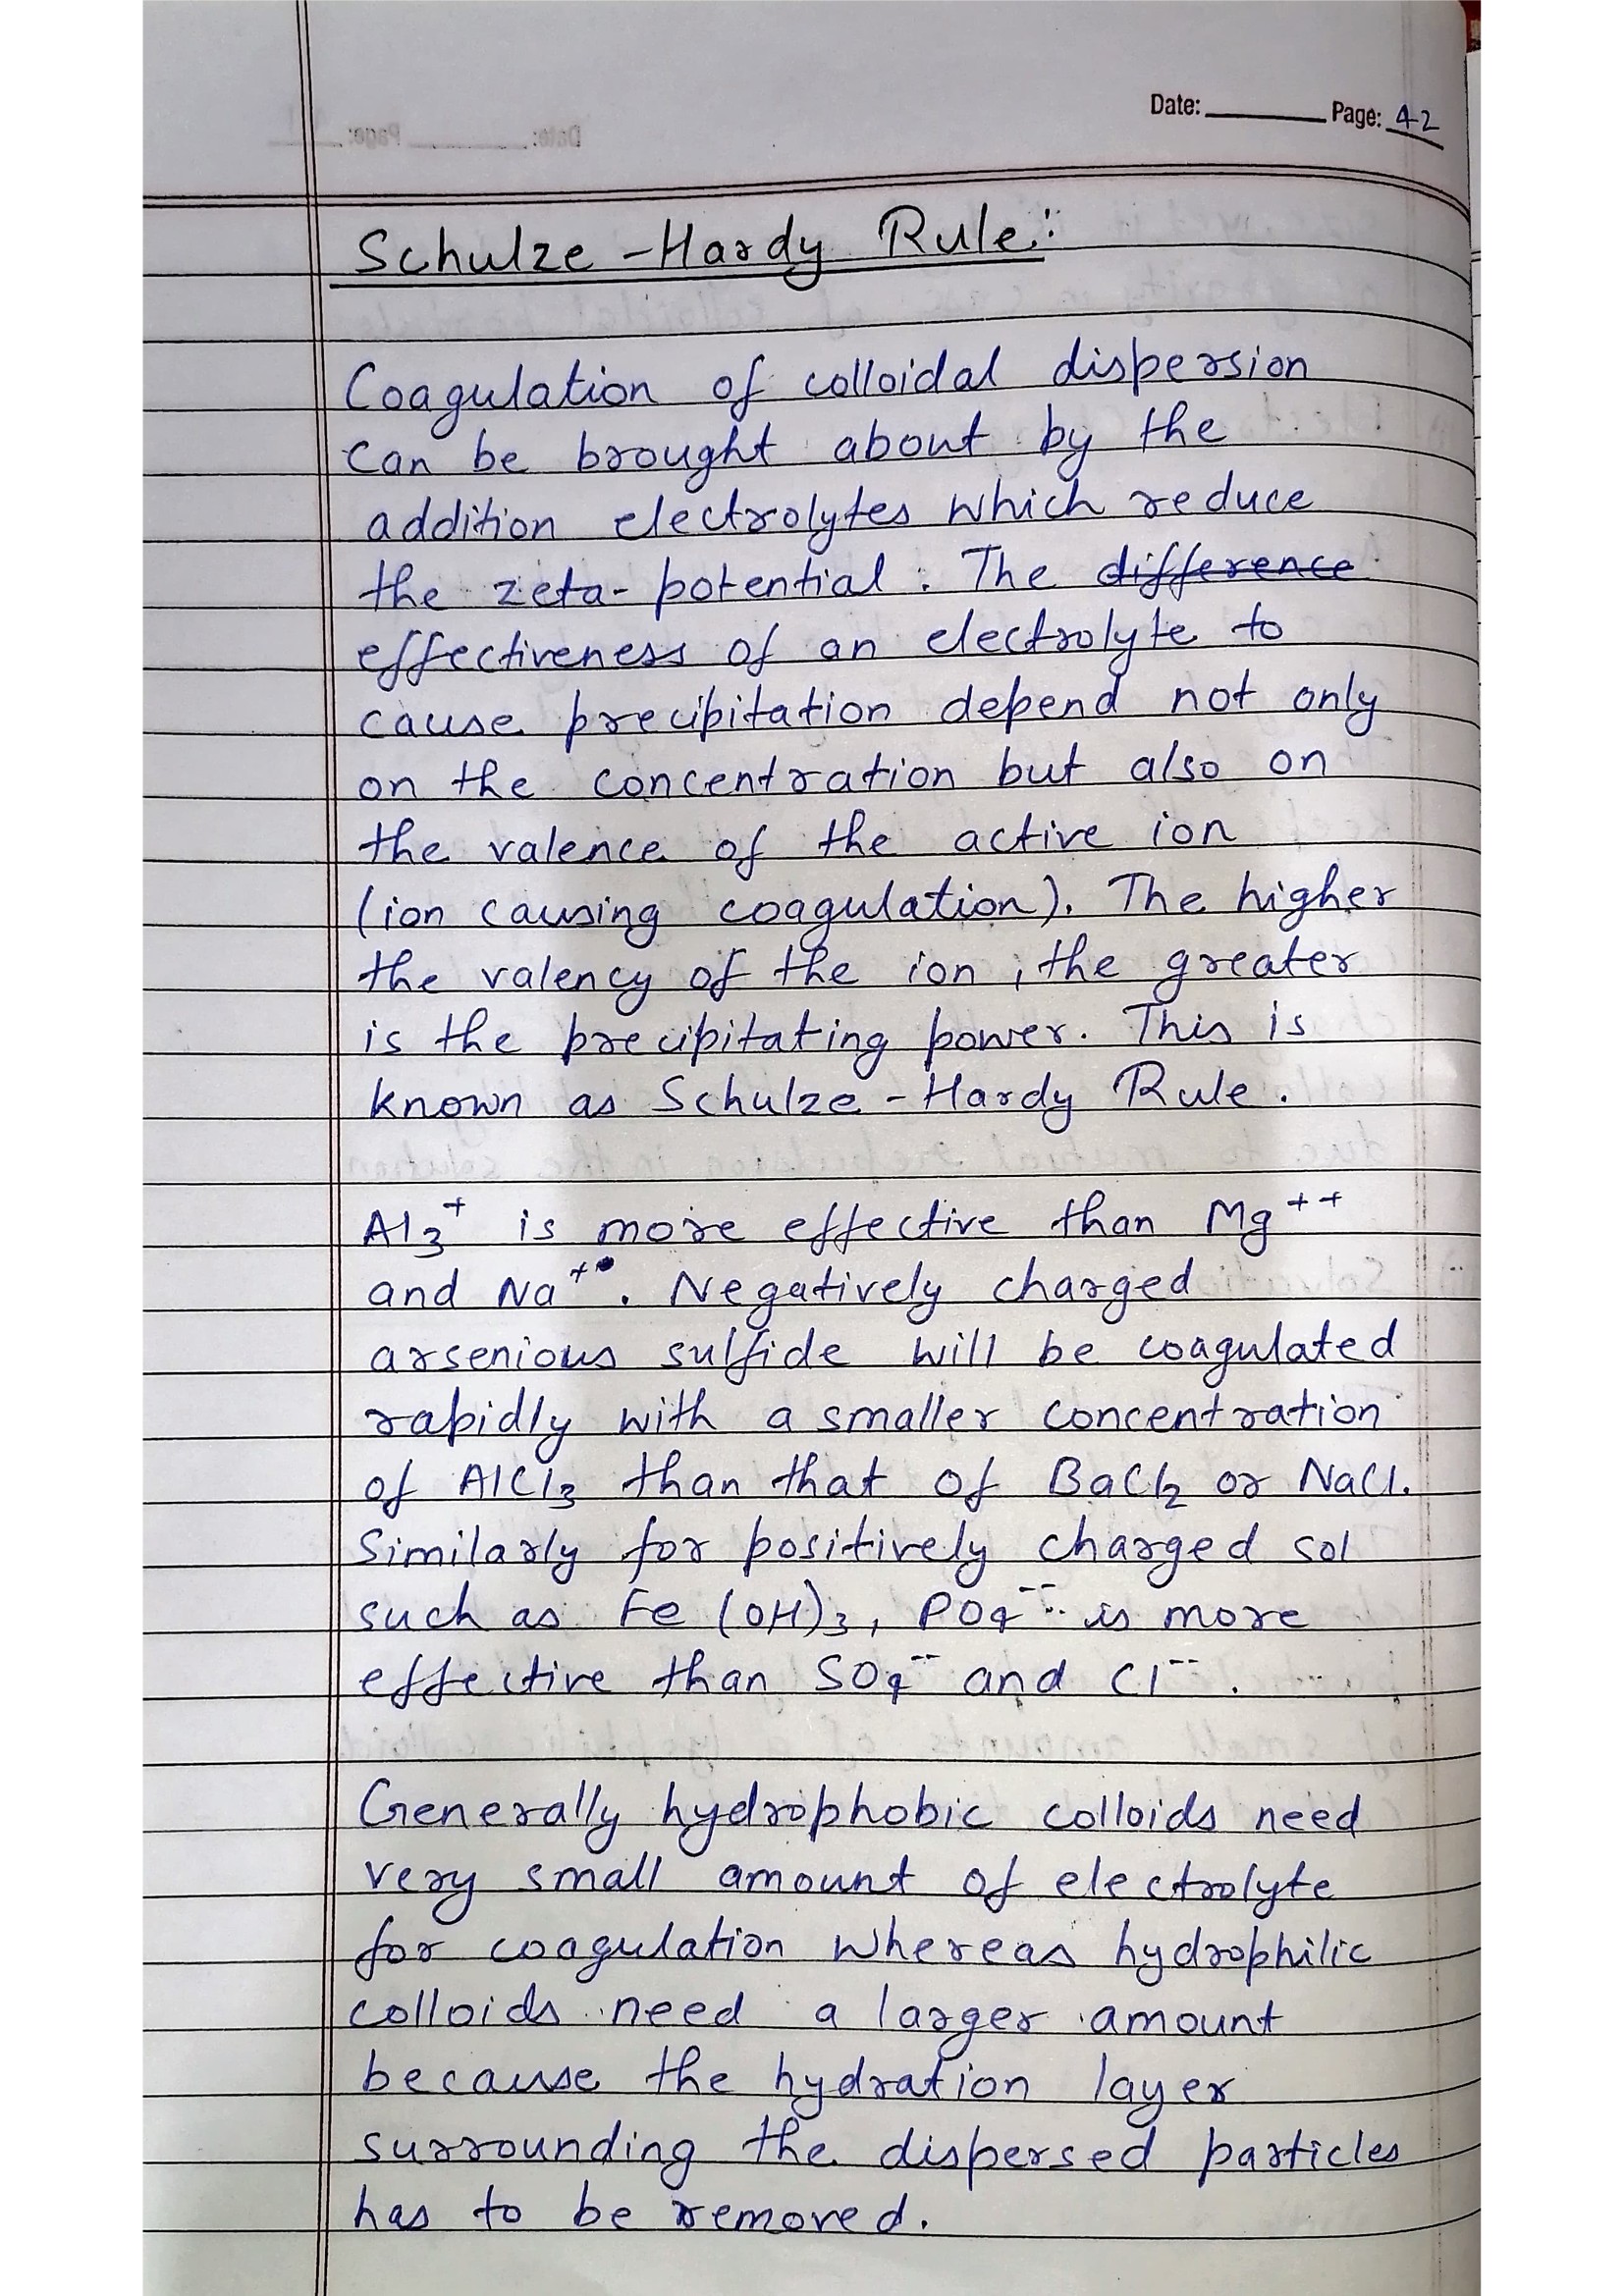 Date: ________ Page: 42
Schulze-Hardy Rule:
Coagulation of colloidal dispersion
can be brought about by the
addition electrolytes which reduce
the zeta-potential. The ~~difference~~
effectiveness of an electrolyte to
cause precipitation depend not only
on the concentration but also on
the valence of the active ion
(ion causing coagulation). The higher
the valency of the ion, the greater
is the precipitating power. This is
known as Schulze-Hardy Rule.
Al₃⁺ is more effective than Mg⁺⁺
and Na⁺. Negatively charged
arsenious sulfide will be coagulated
rapidly with a smaller concentration
of AlCl₃ than that of BaCl₂ or NaCl.
Similarly for positively charged sol
such as Fe(OH)₃, PO₄⁻⁻⁻ is more
effective than SO₄⁻⁻ and Cl⁻⁻.
Generally hydrophobic colloids need
very small amount of electrolyte
for coagulation whereas hydrophilic
colloids need a larger amount
because the hydration layer
surrounding the dispersed particles
has to be removed.